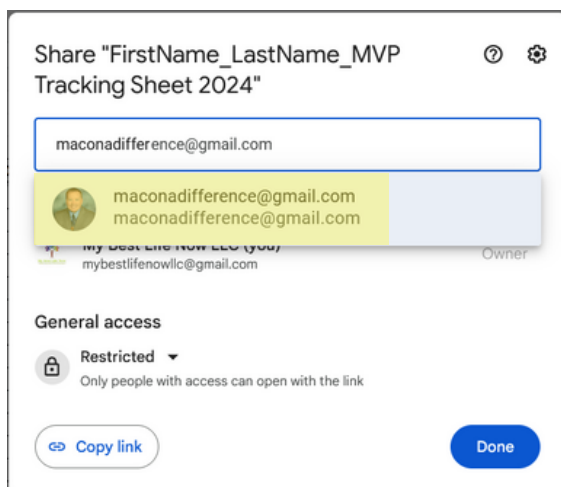 Share "FirstName_LastName_MVP
Tracking Sheet 2024"
maconadifference@gmail.com
maconadifference@gmail.com
maconadifference@gmail.com
My Best Life Now LLC (you)
Owner
mybestlifenowllc@gmail.com
General access
Restricted
Only people with access can open with the link
Copy link
Done